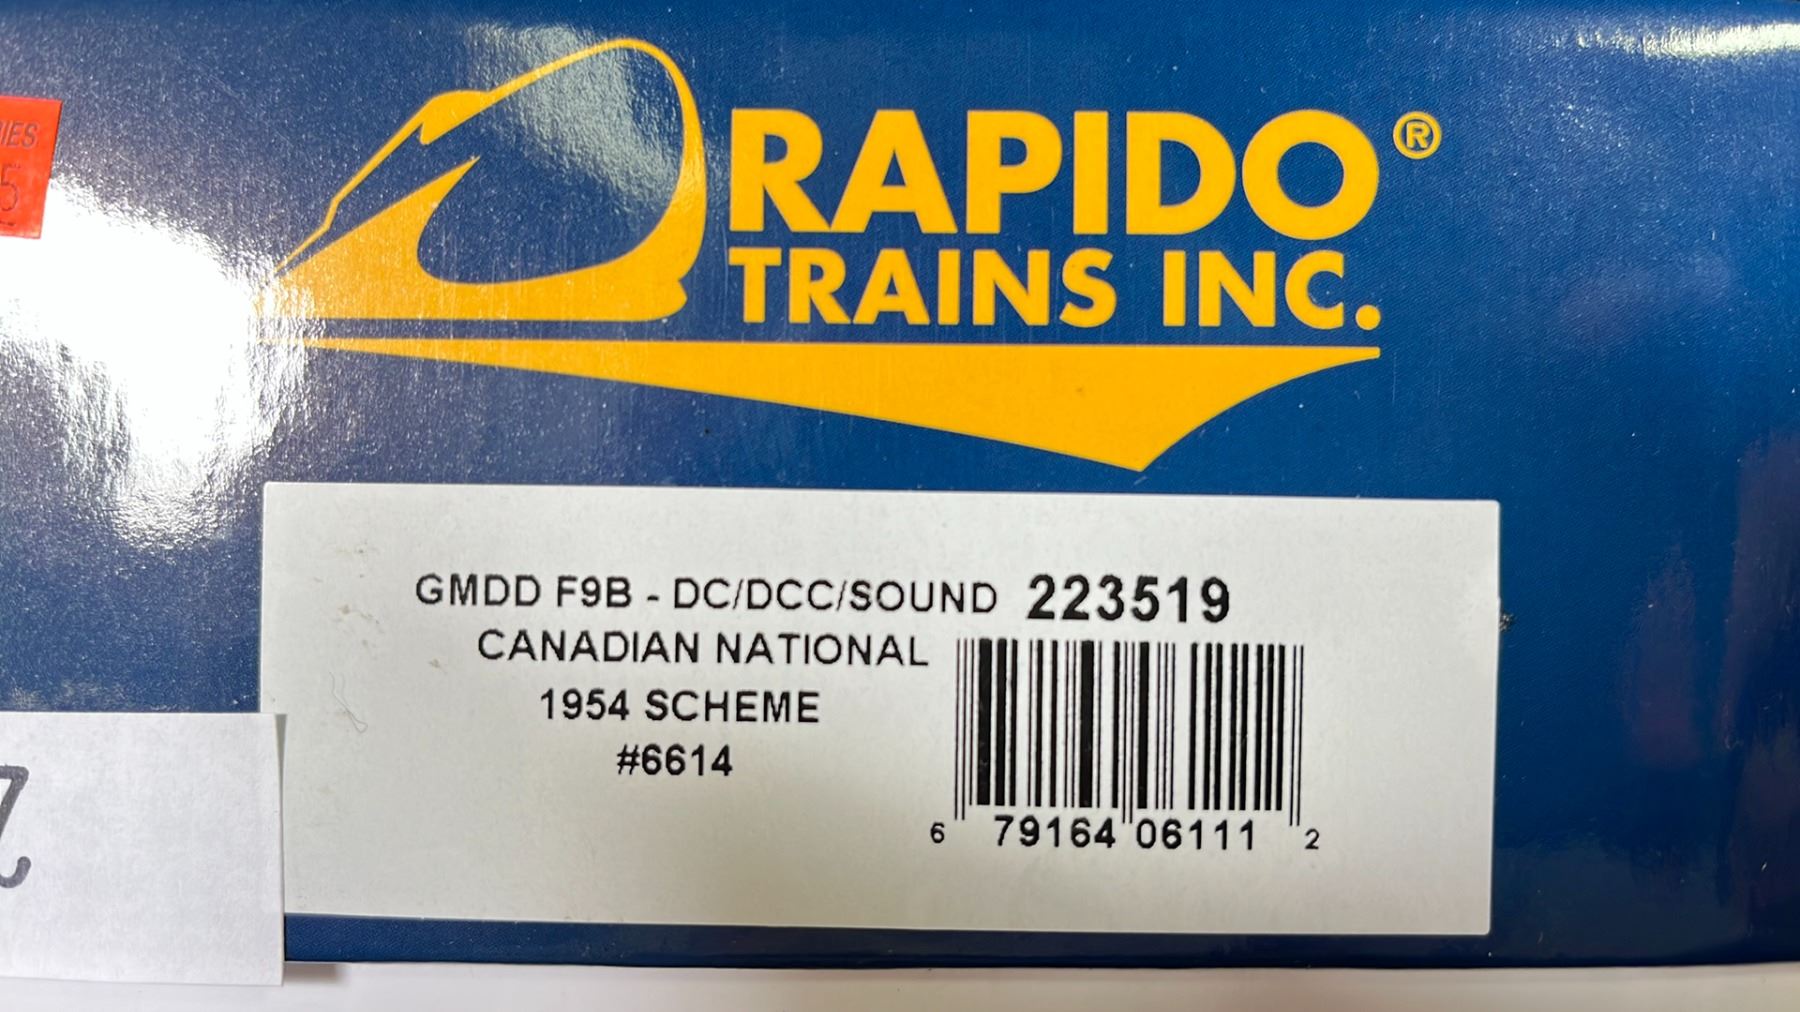 RAPIDO®
TRAINS INC.
GMDD F9B - DC/DCC/SOUND 223519
CANADIAN NATIONAL
1954 SCHEME
#6614
6 79164 06111 2